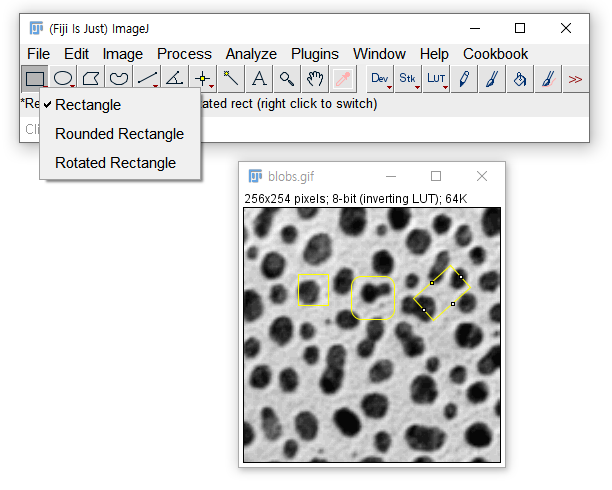 (Fiji Is Just) ImageJ
File Edit Image Process Analyze Plugins Window Help Cookbook
A Dev Stk LUT >>
*Re ated rect (right click to switch)
Rectangle
Rounded Rectangle
Rotated Rectangle
Cli
blobs.gif
256x254 pixels; 8-bit (inverting LUT); 64K